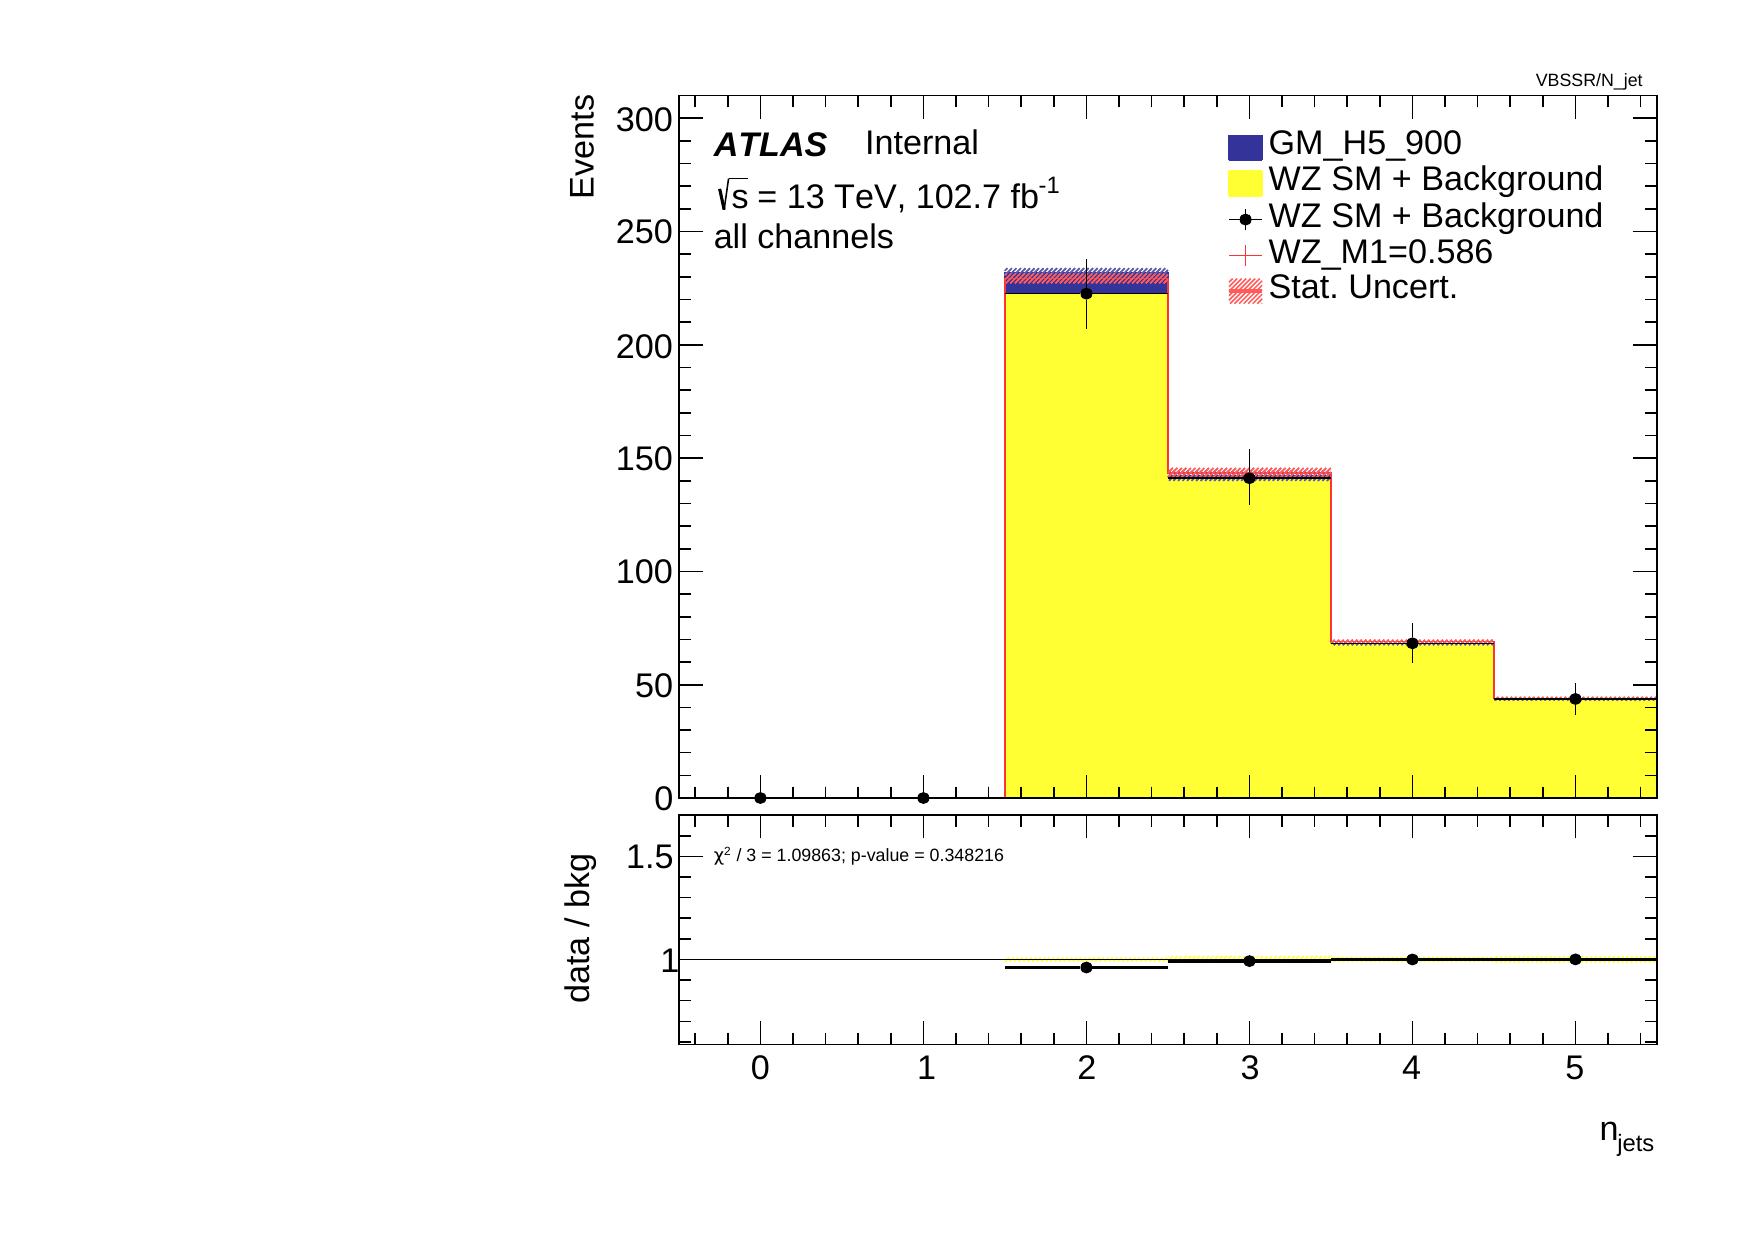 VBSSR/N_jet
Events
300
250
200
150
100
50
0
ATLAS Internal
√s = 13 TeV, 102.7 fb-1
all channels
GM_H5_900
WZ SM + Background
WZ SM + Background
WZ_M1=0.586
Stat. Uncert.
data / bkg
1.5
1
χ2 / 3 = 1.09863; p-value = 0.348216
0 1 2 3 4 5
njets